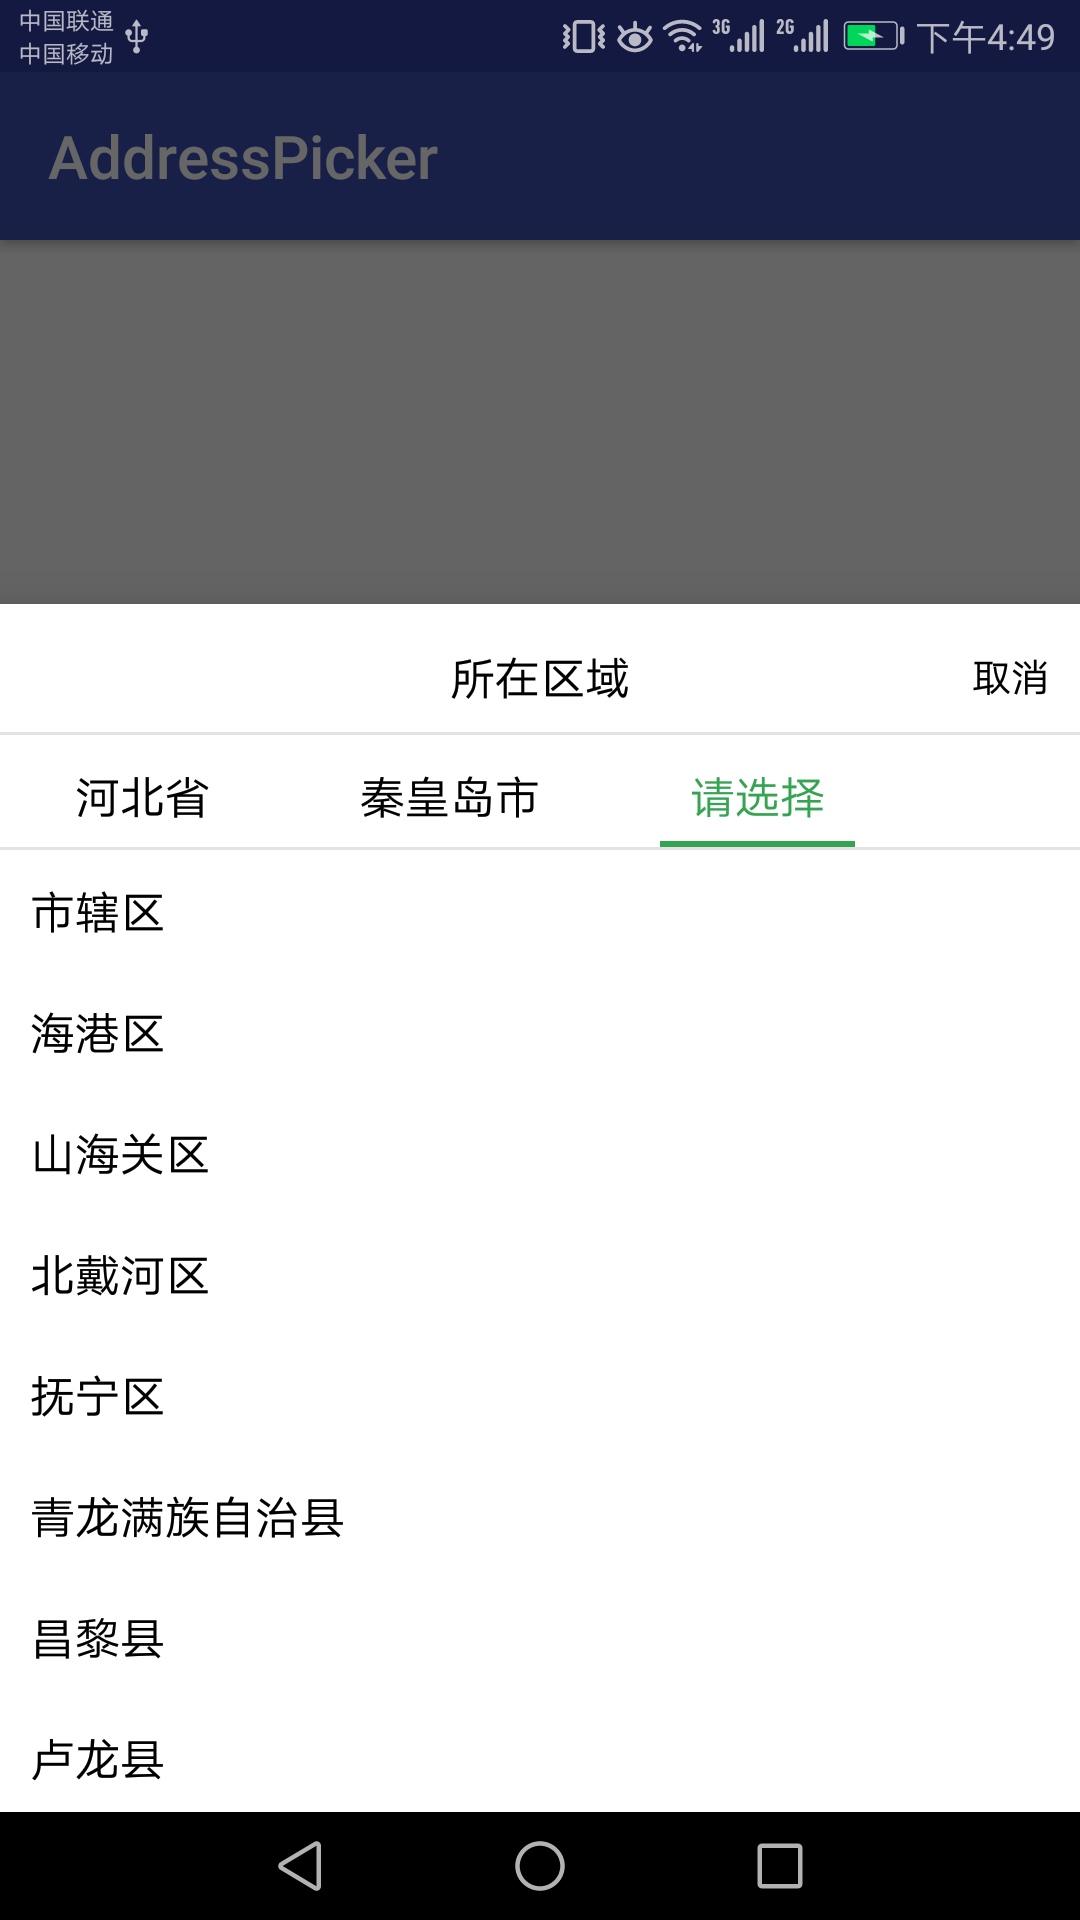 中国联通
中国移动
3G 2G 下午4:49
AddressPicker
所在区域 取消
河北省 秦皇岛市 请选择
市辖区
海港区
山海关区
北戴河区
抚宁区
青龙满族自治县
昌黎县
卢龙县